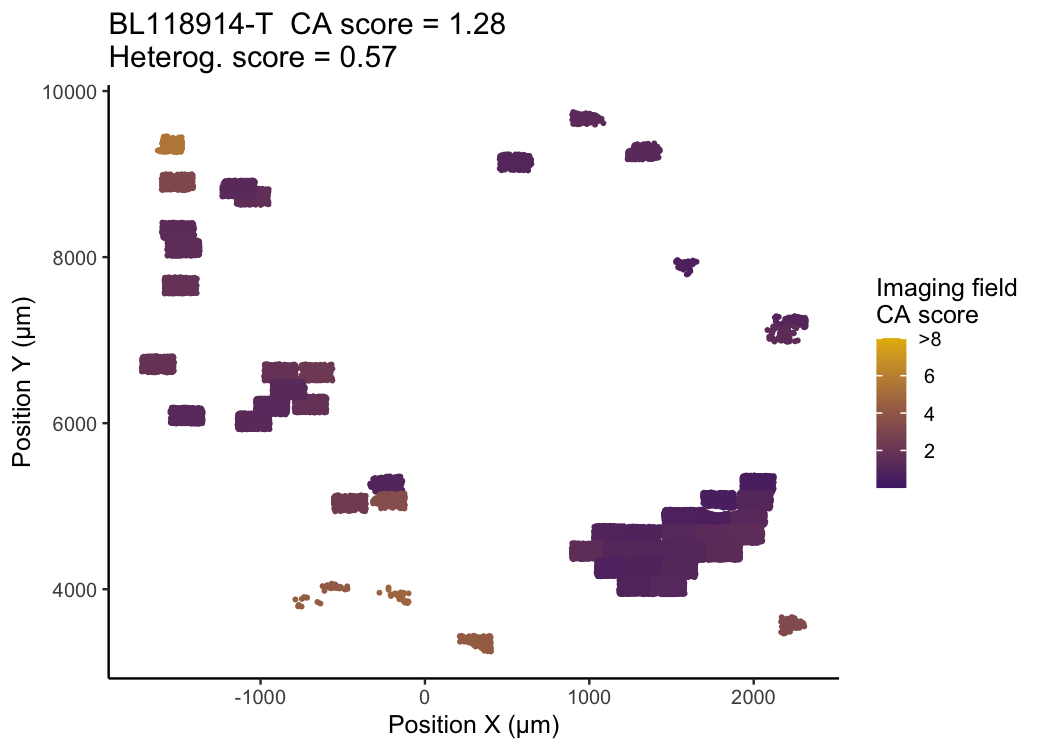 BL118914-T  CA score = 1.28
Heterog. score = 0.57
10000
8000
6000
4000
Position Y (µm)
-1000
0
1000
2000
Position X (µm)
Imaging field
CA score
>8
6
4
2